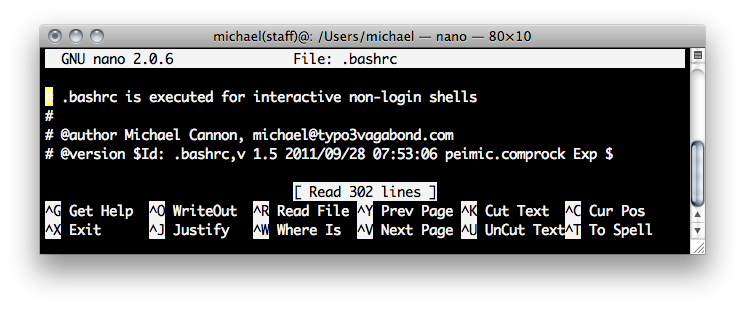 michael(staff)@: /Users/michael — nano — 80×10
GNU nano 2.0.6 File: .bashrc
# .bashrc is executed for interactive non-login shells
#
# @author Michael Cannon, michael@typo3vagabond.com
# @version $Id: .bashrc,v 1.5 2011/09/28 07:53:06 peimic.comprock Exp $
[ Read 302 lines ]
^G Get Help ^O WriteOut ^R Read File ^Y Prev Page ^K Cut Text ^C Cur Pos
^X Exit ^J Justify ^W Where Is ^V Next Page ^U UnCut Text^T To Spell